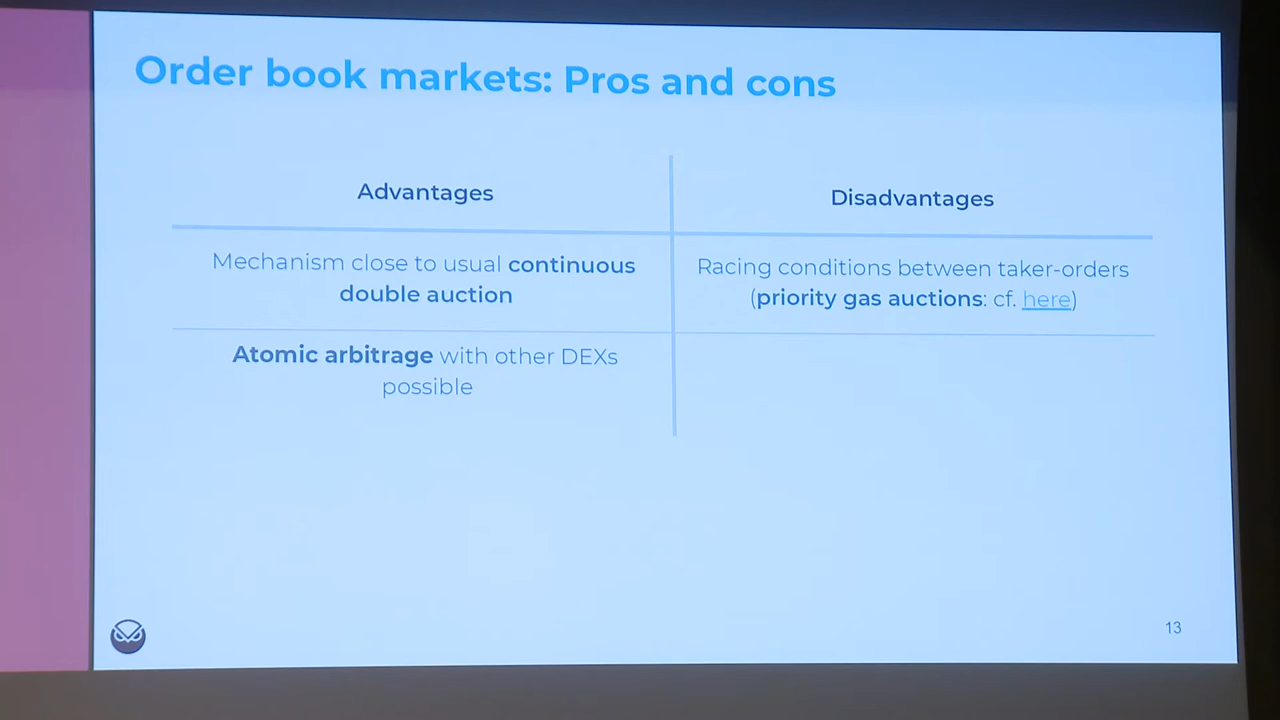 Order book markets: Pros and cons
Advantages
Disadvantages
Mechanism close to usual continuous
double auction
Racing conditions between taker-orders
(priority gas auctions: cf. here)
Atomic arbitrage with other DEXs
possible
13